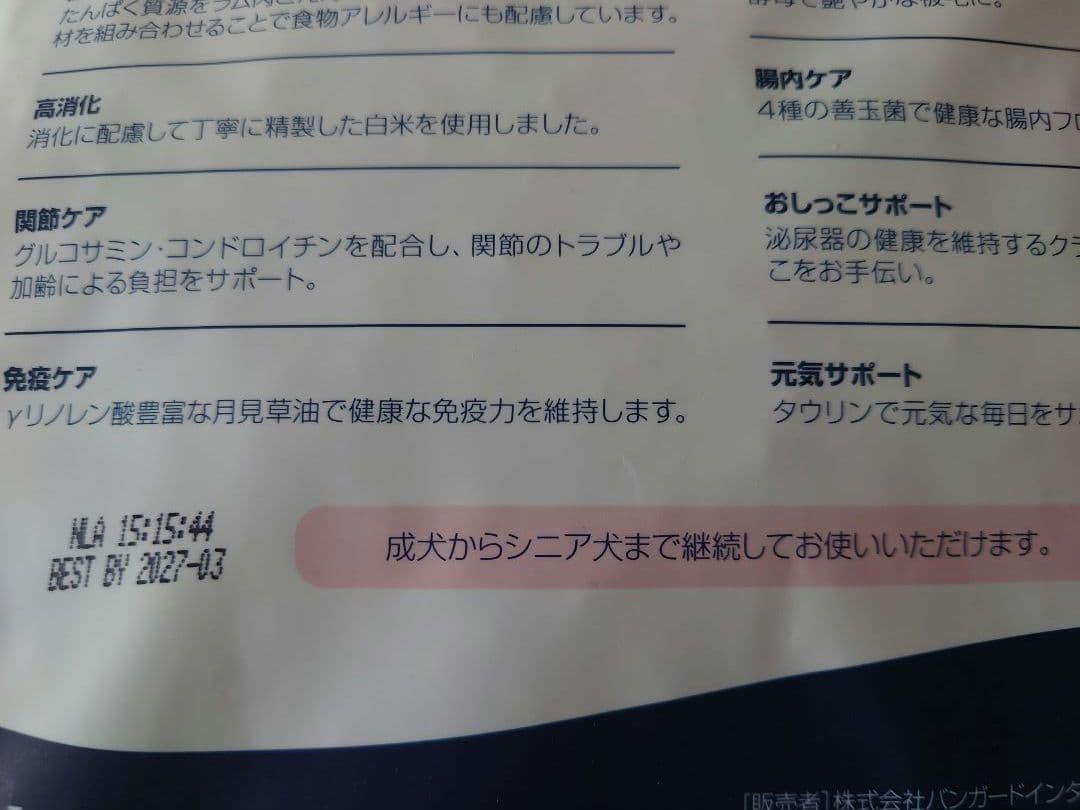 たんぱく質源をラム肉と
材を組み合わせることで食物アレルギーにも配慮しています。
高消化
消化に配慮して丁寧に精製した白米を使用しました。
関節ケア
グルコサミン・コンドロイチンを配合し、関節のトラブルや
加齢による負担をサポート。
免疫ケア
γリノレン酸豊富な月見草油で健康な免疫力を維持します。
腸内ケア
4種の善玉菌で健康な腸内フロ
おしっこサポート
泌尿器の健康を維持するク
こをお手伝い。
元気サポート
タウリンで元気な毎日をサ
NLA 15:15:44
BEST BY 2027-03
成犬からシニア犬まで継続してお使いいただけます。
[販売者]株式会社バンガードインタ